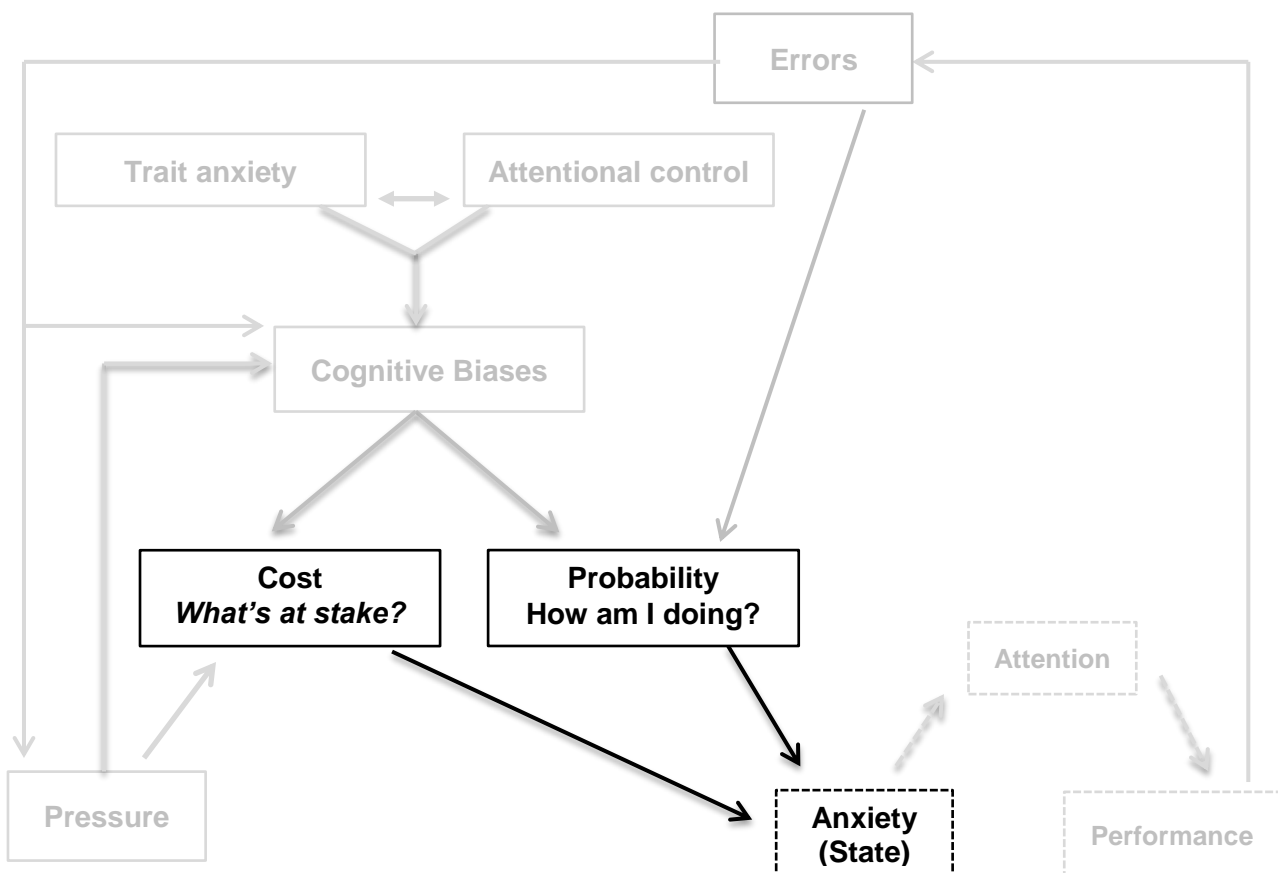 Errors
Trait anxiety
Attentional control
Cognitive Biases
Cost
What's at stake?
Probability
How am I doing?
Attention
Pressure
Anxiety
(State)
Performance